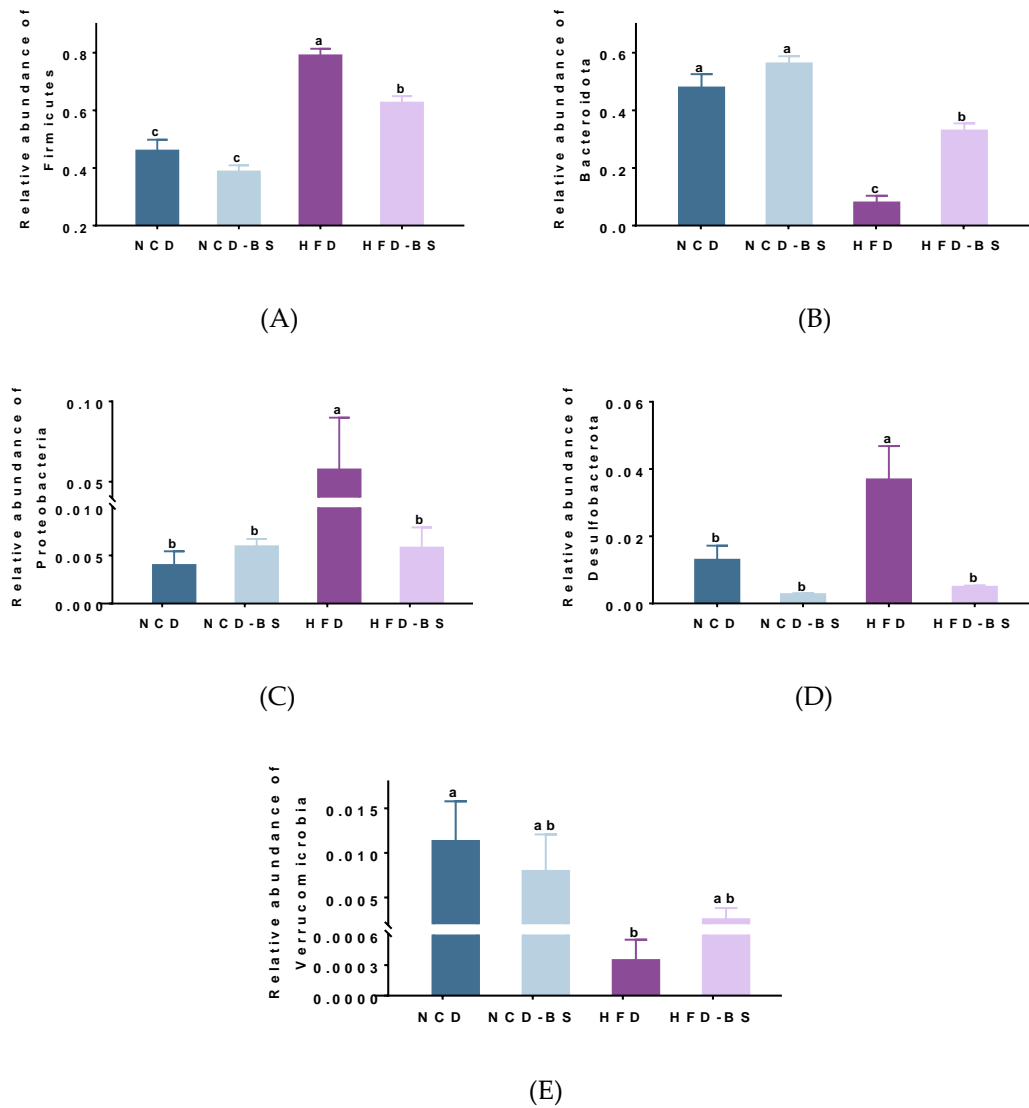 Relative abundance of
Firmicutes
0.8
0.6
0.4
0.2
c
c
a
b
NCD
NCD-BS
HFD
HFD-BS
(A)
Relative abundance of
Bacteroidota
0.6
0.4
0.2
0.0
a
a
c
b
NCD
NCD-BS
HFD
HFD-BS
(B)
Relative abundance of
Proteobacteria
0.10
0.05
0.010
0.005
0.000
b
b
a
b
NCD
NCD-BS
HFD
HFD-BS
(C)
Relative abundance of
Desulfobacterota
0.06
0.04
0.02
0.00
b
b
a
b
NCD
NCD-BS
HFD
HFD-BS
(D)
Relative abundance of
Verrucomicrobia
0.015
0.010
0.005
0.0006
0.0003
0.0000
a
ab
b
ab
NCD
NCD-BS
HFD
HFD-BS
(E)